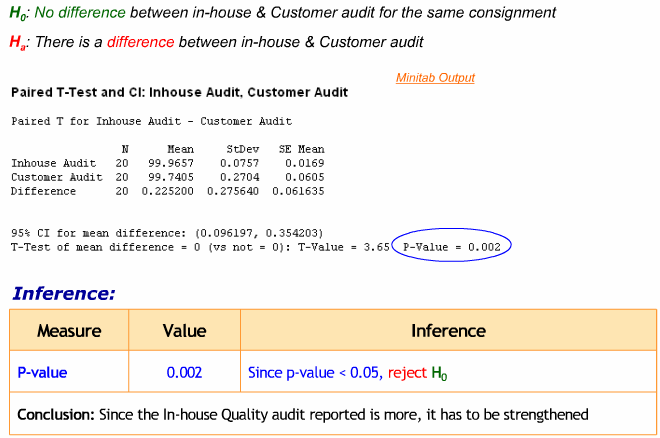 H0: No difference between in-house & Customer audit for the same consignment
Ha: There is a difference between in-house & Customer audit
Minitab Output
Paired T-Test and CI: Inhouse Audit, Customer Audit
Paired T for Inhouse Audit - Customer Audit
N Mean StDev SE Mean
Inhouse Audit 20 99.9657 0.0757 0.0169
Customer Audit 20 99.7405 0.2704 0.0605
Difference 20 0.225200 0.275640 0.061635
95% CI for mean difference: (0.096197, 0.354203)
T-Test of mean difference = 0 (vs not = 0): T-Value = 3.65 P-Value = 0.002
Inference:
Measure Value Inference
P-value 0.002 Since p-value < 0.05, reject H0
Conclusion: Since the In-house Quality audit reported is more, it has to be strengthened